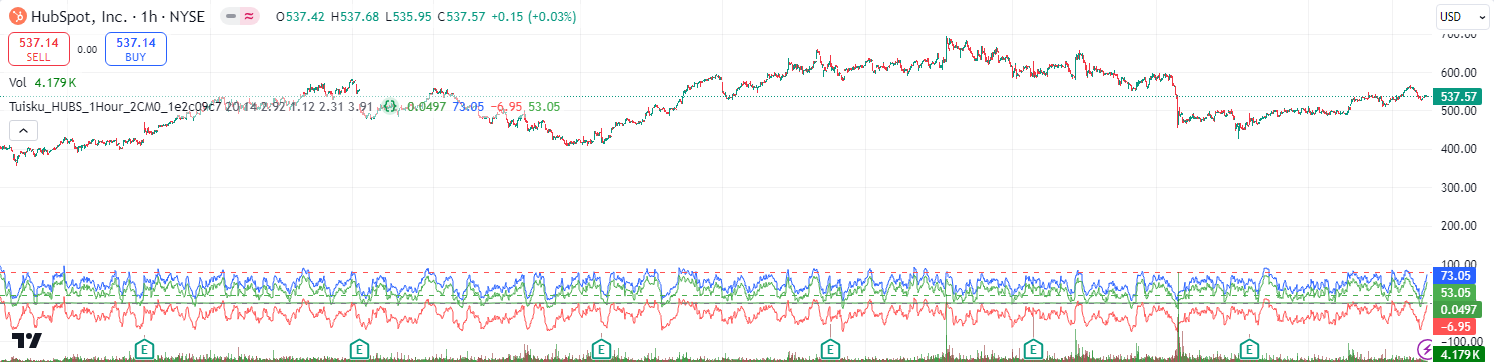 HubSpot, Inc. · 1h · NYSE O537.42 H537.68 L535.95 C537.57 +0.15 (+0.03%)
USD
537.14 SELL 0.00 537.14 BUY
Vol 4.179 K
Tuisku_HUBS_1Hour_2CM0_1e2c09c7 20 14 2.92 1.12 2.31 3.91 0.0497 73.05 −6.95 53.05
700.00
600.00
537.57
500.00
400.00
300.00
200.00
100.00
73.05
53.05
0.0497
−6.95
−100.00
4.179 K
E E E E E E